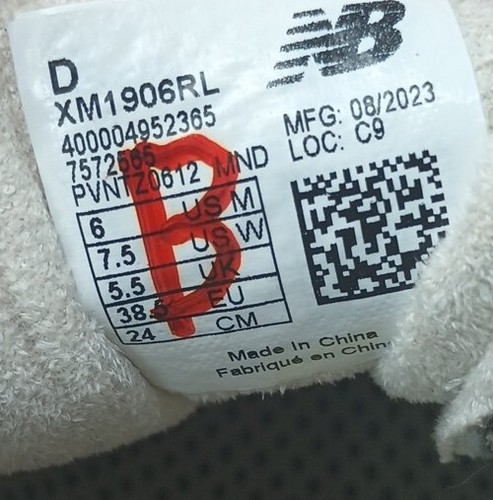 NB
D
XM1906RL
400004952365
7572565
PVNTZ0612 MND
6 US M
7.5 US W
5.5 UK
38.5 EU
24 CM
B
MFG: 08/2023
LOC: C9
Made in China
Fabriqué en Chine